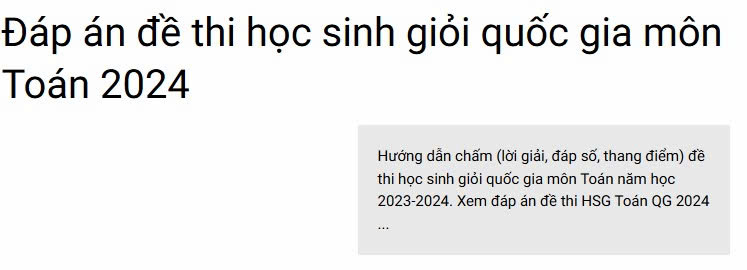 Đáp án đề thi học sinh giỏi quốc gia môn
Toán 2024
Hướng dẫn chấm (lời giải, đáp số, thang điểm) đề
thi học sinh giỏi quốc gia môn Toán năm học
2023-2024. Xem đáp án đề thi HSG Toán QG 2024
...